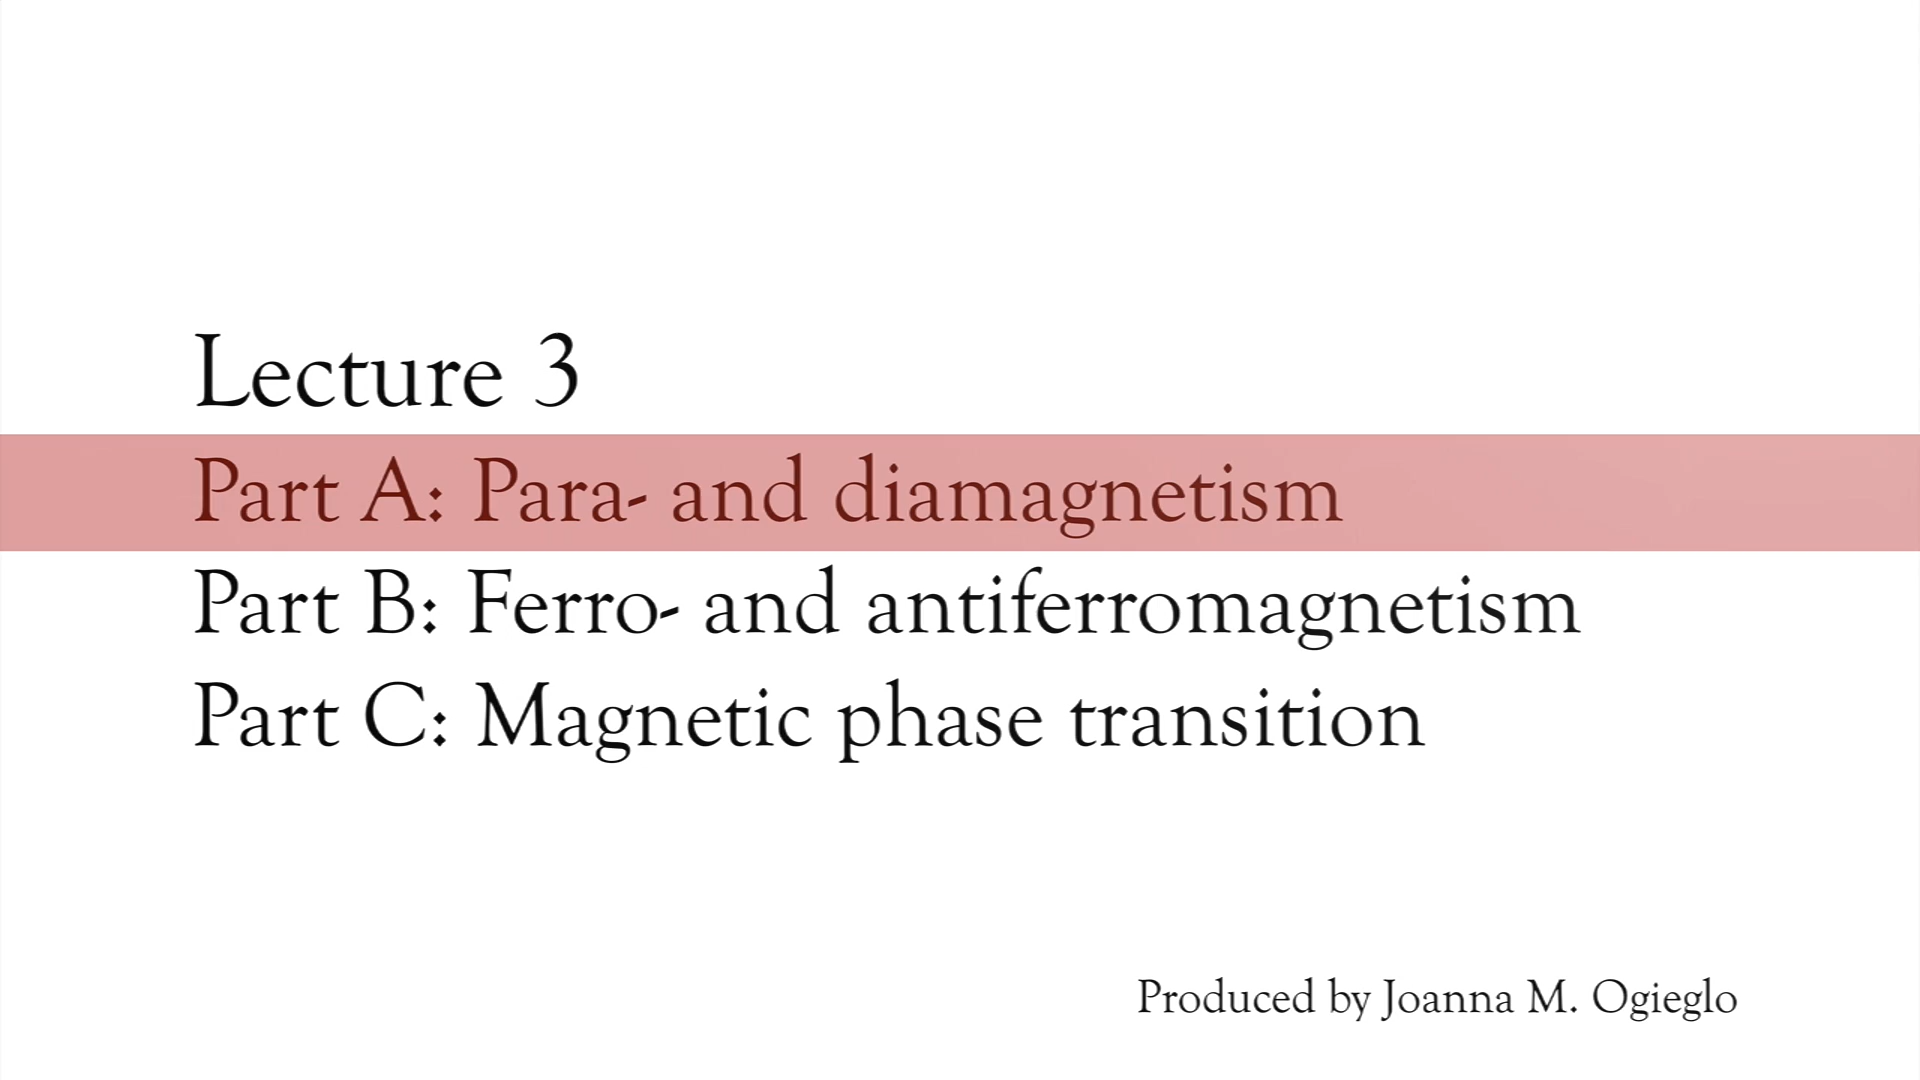 Lecture 3
Part A: Para- and diamagnetism
Part B: Ferro- and antiferromagnetism
Part C: Magnetic phase transition
Produced by Joanna M. Ogieglo